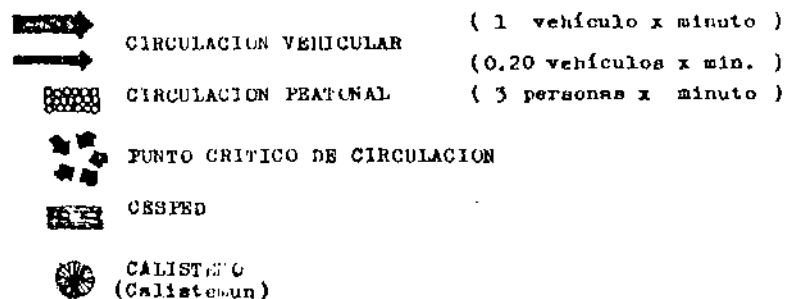 ( 1 vehículo x minuto )
CIRCULACION VEHICULAR
(0.20 vehículos x min. )
CIRCULACION PEATONAL ( 3 personas x minuto )
PUNTO CRITICO DE CIRCULACION
CESPED
CALISTEMO
(Calistemun)